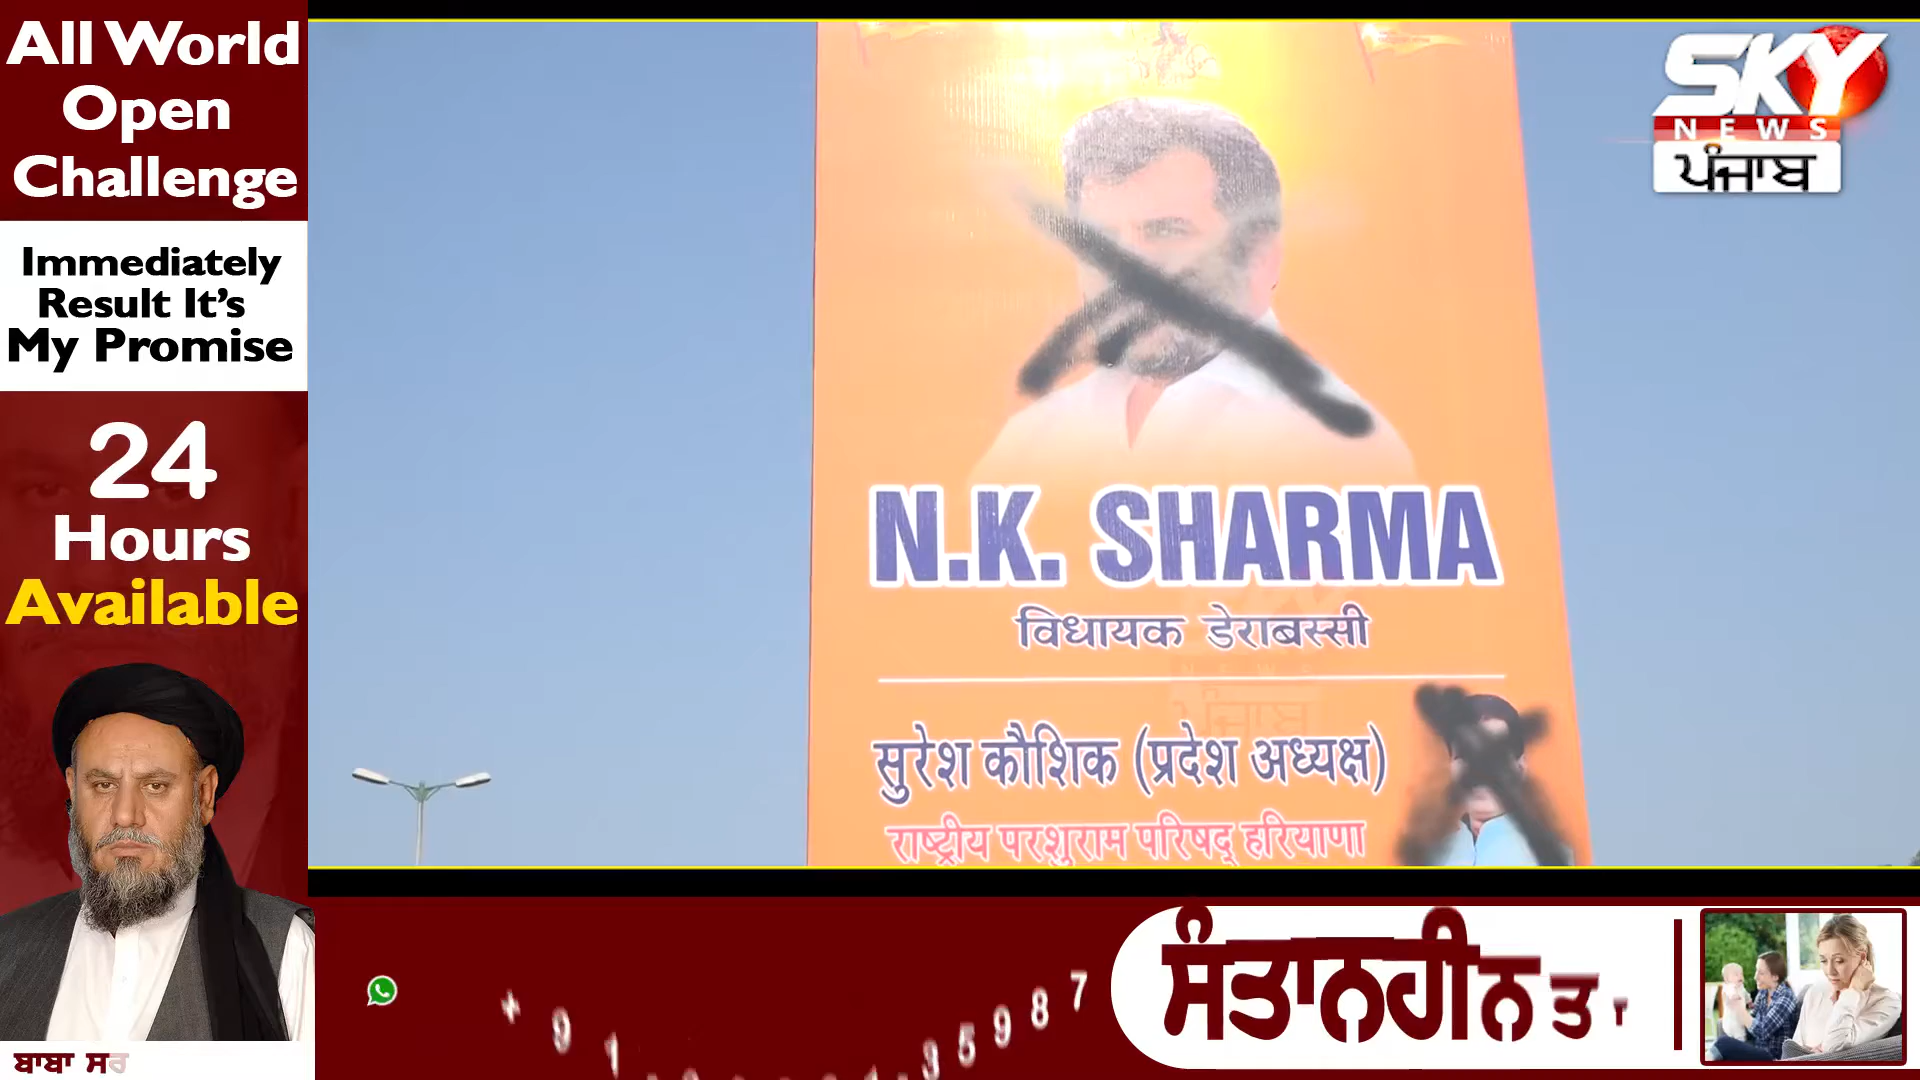 All World
Open
Challenge
Immediately
Result It's
My Promise
24
Hours
Available
ਬਾਬਾ
SKY
NEWS
ਪੰਜਾਬ
N.K. SHARMA
विधायक डेराबस्सी
सुरेश कौशिक (प्रदेश अध्यक्ष)
राष्ट्रीय परशुराम परिषद् हरियाणा
NEWS
ਪੰਜਾਬ
ਸੰਤਾਨਹੀਨ